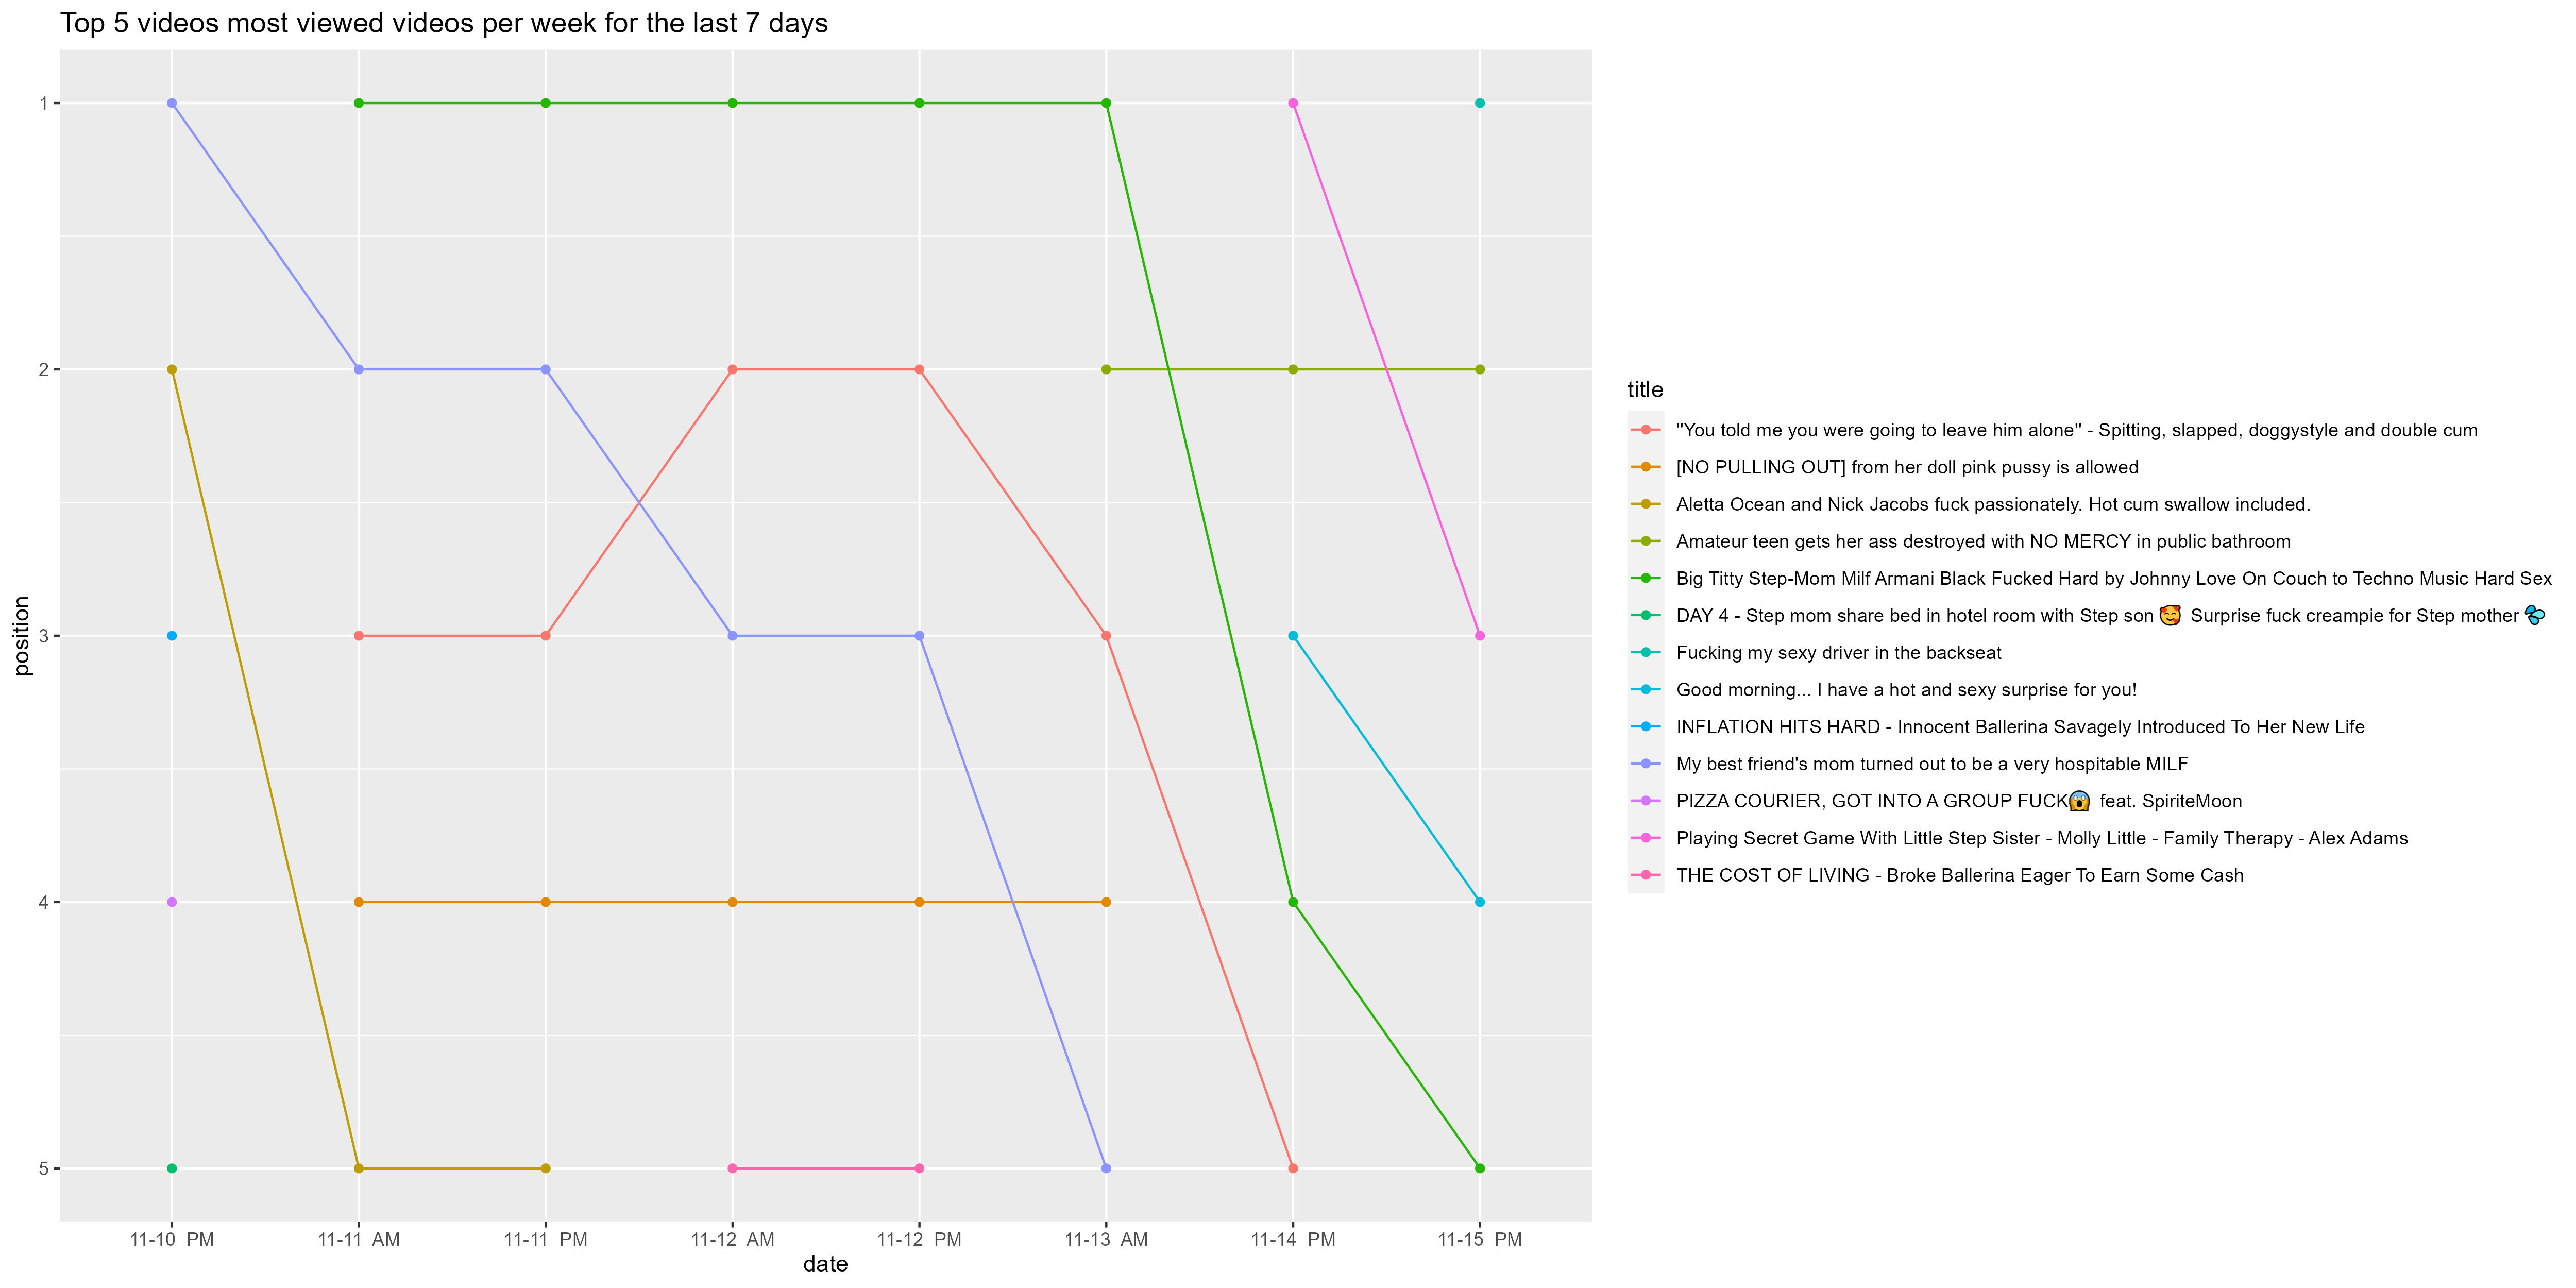 Top 5 videos most viewed videos per week for the last 7 days
position
1
2
3
4
5
11-10 PM
11-11 AM
11-11 PM
11-12 AM
11-12 PM
11-13 AM
11-14 PM
11-15 PM
date
title
"You told me you were going to leave him alone" - Spitting, slapped, doggystyle and double cum
[NO PULLING OUT] from her doll pink pussy is allowed
Aletta Ocean and Nick Jacobs fuck passionately. Hot cum swallow included.
Amateur teen gets her ass destroyed with NO MERCY in public bathroom
Big Titty Step-Mom Milf Armani Black Fucked Hard by Johnny Love On Couch to Techno Music Hard Sex
DAY 4 - Step mom share bed in hotel room with Step son 🥰 Surprise fuck creampie for Step mother 💦
Fucking my sexy driver in the backseat
Good morning... I have a hot and sexy surprise for you!
INFLATION HITS HARD - Innocent Ballerina Savagely Introduced To Her New Life
My best friend's mom turned out to be a very hospitable MILF
PIZZA COURIER, GOT INTO A GROUP FUCK😱 feat. SpiriteMoon
Playing Secret Game With Little Step Sister - Molly Little - Family Therapy - Alex Adams
THE COST OF LIVING - Broke Ballerina Eager To Earn Some Cash